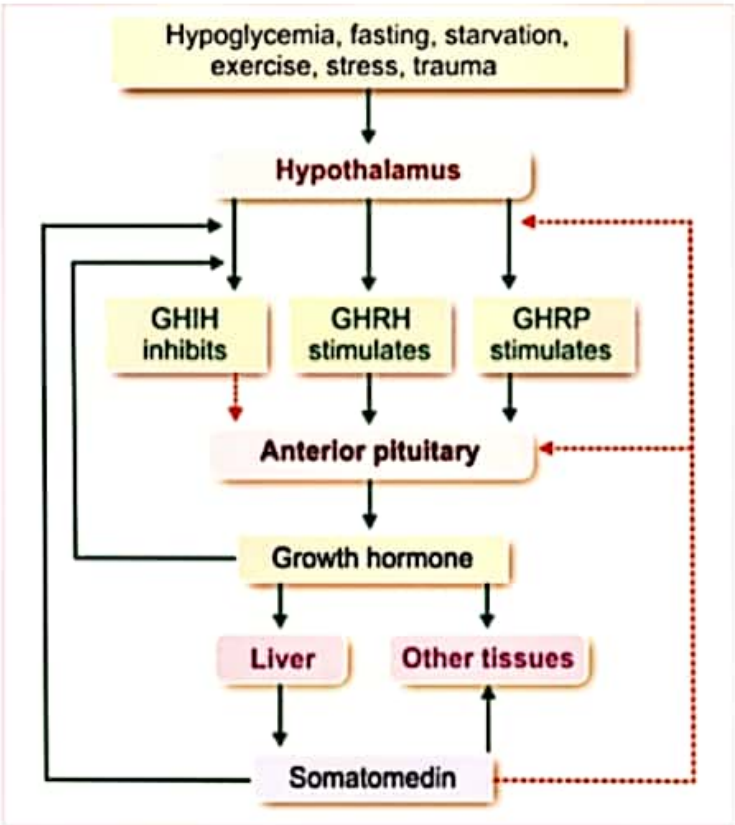 Hypoglycemia, fasting, starvation,
exercise, stress, trauma
Hypothalamus
GHIH
inhibits
GHRH
stimulates
GHRP
stimulates
Anterior pituitary
Growth hormone
Liver
Other tissues
Somatomedin